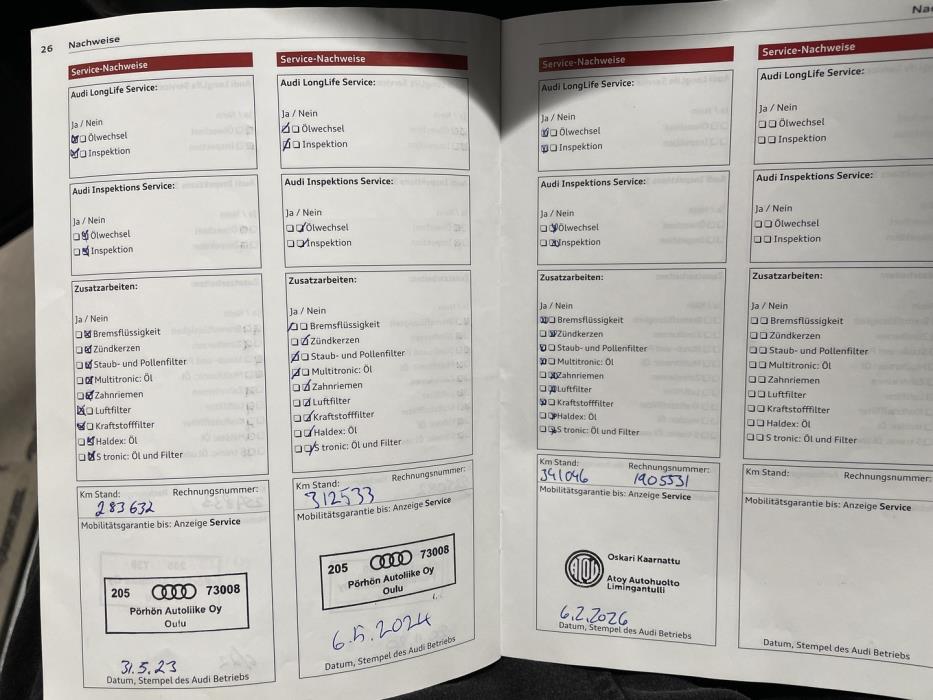 26 Nachweise
Service-Nachweise
Audi LongLife Service:
Ja / Nein
Ölwechsel
Inspektion
Audi Inspektions Service:
Ja / Nein
Ölwechsel
Inspektion
Zusatzarbeiten:
Ja / Nein
Bremsflüssigkeit
Zündkerzen
Staub- und Pollenfilter
Multitronic: Öl
Zahnriemen
Luftfilter
Kraftstofffilter
Haldex: Öl
S tronic: Öl und Filter
Km Stand: Rechnungsnummer:
283632
Mobilitätsgarantie bis: Anzeige Service
205 73008
Pörhön Autoliike Oy
Oulu
31.5.23
Datum, Stempel des Audi Betriebs
Service-Nachweise
Audi LongLife Service:
Ja / Nein
Ölwechsel
Inspektion
Audi Inspektions Service:
Ja / Nein
Ölwechsel
Inspektion
Zusatzarbeiten:
Ja / Nein
Bremsflüssigkeit
Zündkerzen
Staub- und Pollenfilter
Multitronic: Öl
Zahnriemen
Luftfilter
Kraftstofffilter
Haldex: Öl
S tronic: Öl und Filter
Km Stand: Rechnungsnummer:
312533
Mobilitätsgarantie bis: Anzeige Service
205 73008
Pörhön Autoliike Oy
Oulu
6.5.2024
Datum, Stempel des Audi Betriebs
Service-Nachweise
Audi LongLife Service:
Ja / Nein
Ölwechsel
Inspektion
Audi Inspektions Service:
Ja / Nein
Ölwechsel
Inspektion
Zusatzarbeiten:
Ja / Nein
Bremsflüssigkeit
Zündkerzen
Staub- und Pollenfilter
Multitronic: Öl
Zahnriemen
Luftfilter
Kraftstofffilter
Haldex: Öl
S tronic: Öl und Filter
Km Stand: Rechnungsnummer:
341046 1905531
Mobilitätsgarantie bis: Anzeige Service
Oskari Kaarnattu
Atoy Autohuolto
Limingantulli
6.2.2026
Datum, Stempel des Audi Betriebs
Service-Nachweise
Audi LongLife Service:
Ja / Nein
Ölwechsel
Inspektion
Audi Inspektions Service:
Ja / Nein
Ölwechsel
Inspektion
Zusatzarbeiten:
Ja / Nein
Bremsflüssigkeit
Zündkerzen
Staub- und Pollenfilter
Multitronic: Öl
Zahnriemen
Luftfilter
Kraftstofffilter
Haldex: Öl
S tronic: Öl und Filter
Km Stand: Rechnungsnummer:
Mobilitätsgarantie bis: Anzeige Service
Datum, Stempel des Audi Betriebs